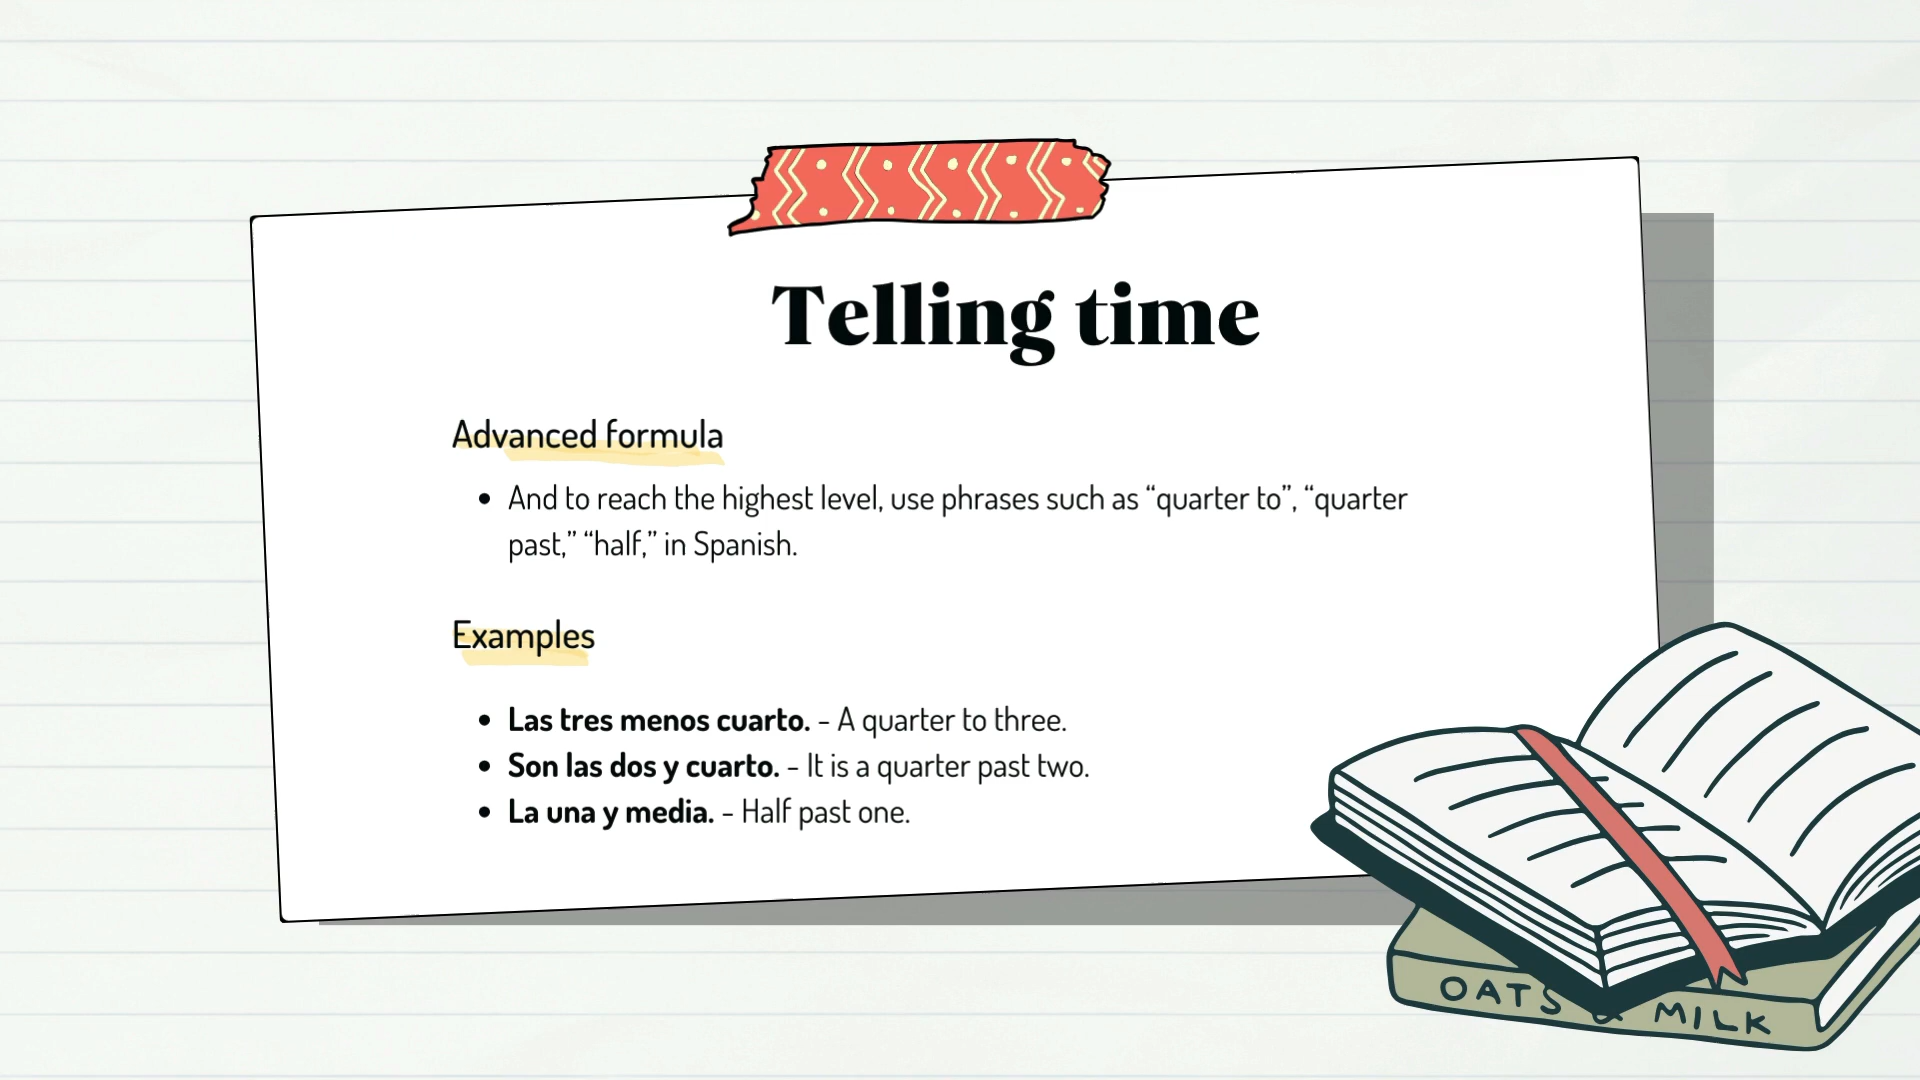 Telling time
Advanced formula
• And to reach the highest level, use phrases such as “quarter to”, “quarter
past,” “half,” in Spanish.
Examples
• Las tres menos cuarto. - A quarter to three.
• Son las dos y cuarto. - It is a quarter past two.
• La una y media. - Half past one.
OATS & MILK